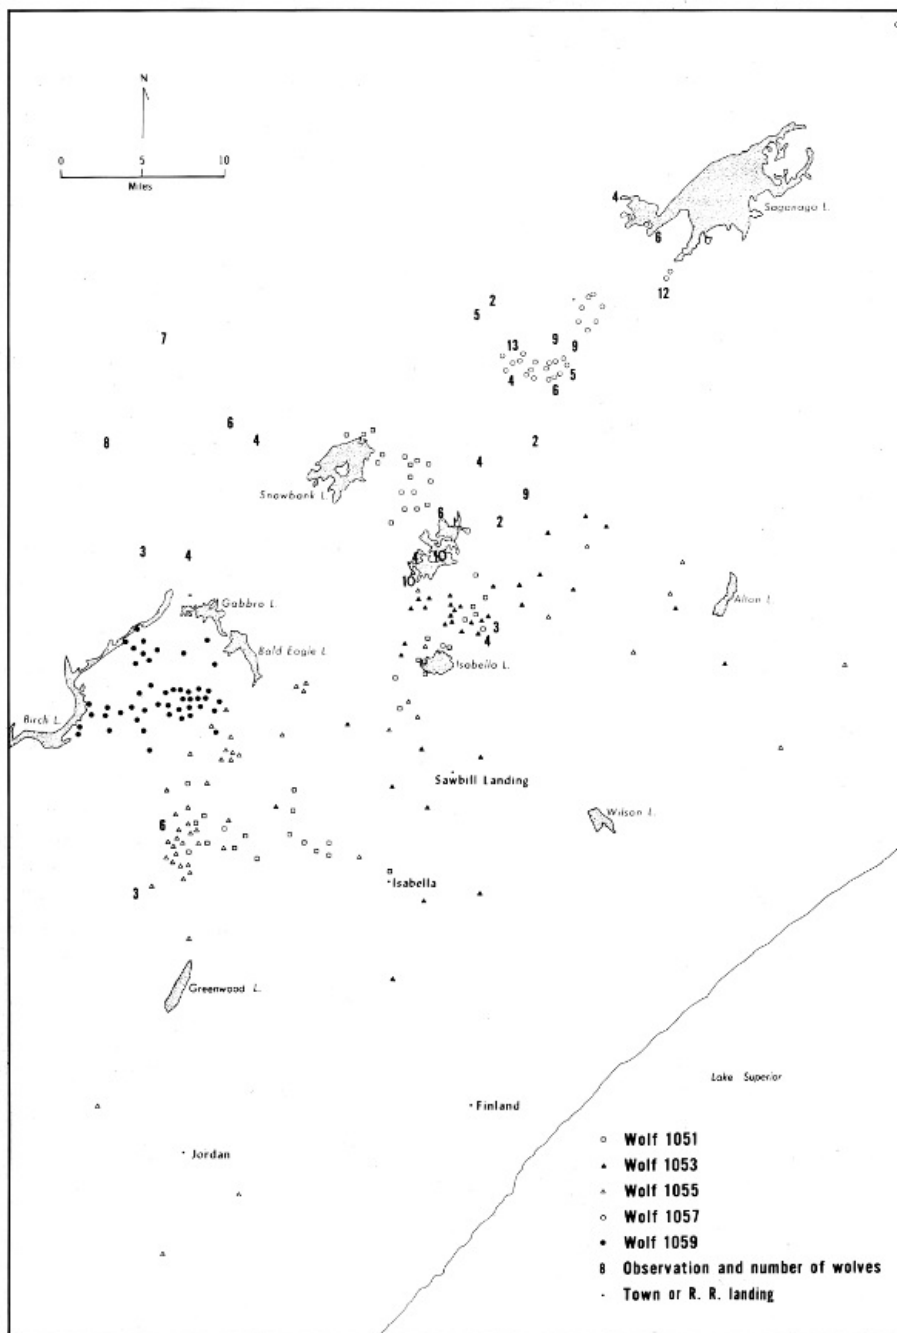 N
0 5 10
Miles
4
Saganaga L.
6
12
2
5
7
13 9 9
4 5
6
6
8 4 2
4
Snowbank L.
9
6 2
3 4 4 10
10
Gabbro L.
Alton L.
3
4
Bald Eagle L.
Isabella L.
Birch L.
Sawbill Landing
Wilson L.
6
3
Isabella
Greenwood L.
Lake Superior
Finland
Jordan
Wolf 1051
Wolf 1053
Wolf 1055
Wolf 1057
Wolf 1059
8 Observation and number of wolves
Town or R. R. landing